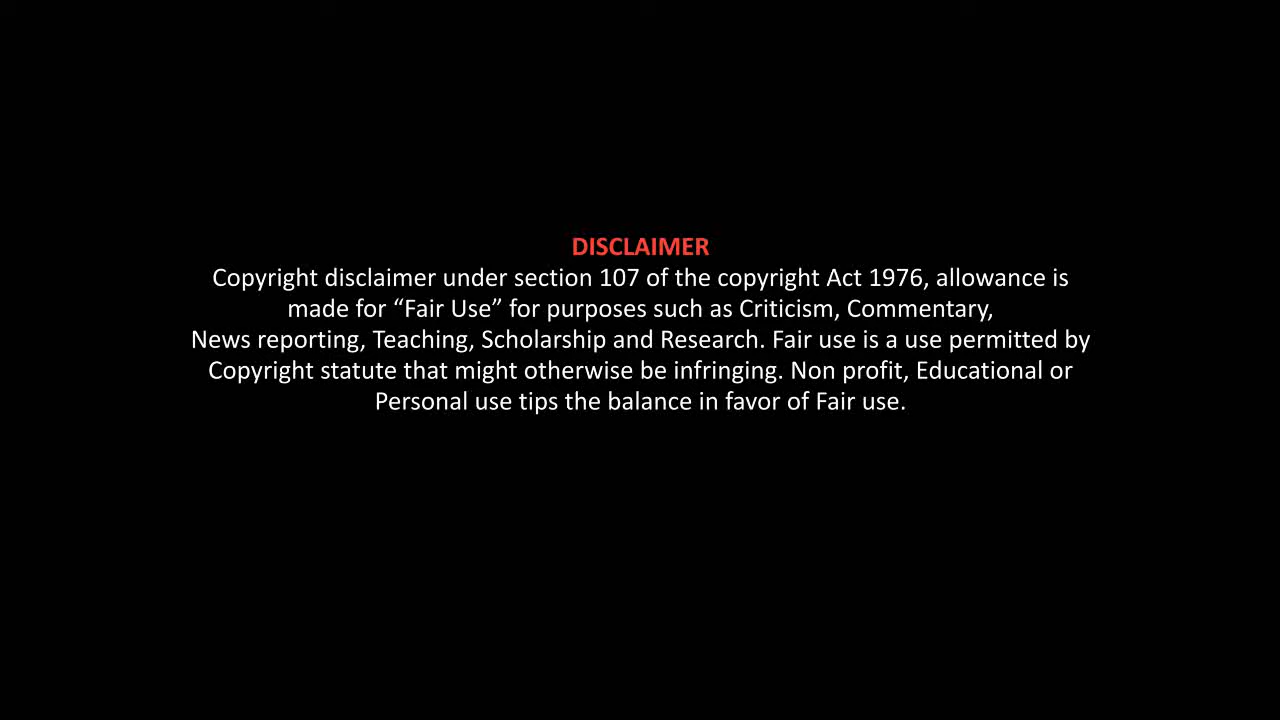 DISCLAIMER
Copyright disclaimer under section 107 of the copyright Act 1976, allowance is
made for “Fair Use” for purposes such as Criticism, Commentary,
News reporting, Teaching, Scholarship and Research. Fair use is a use permitted by
Copyright statute that might otherwise be infringing. Non profit, Educational or
Personal use tips the balance in favor of Fair use.